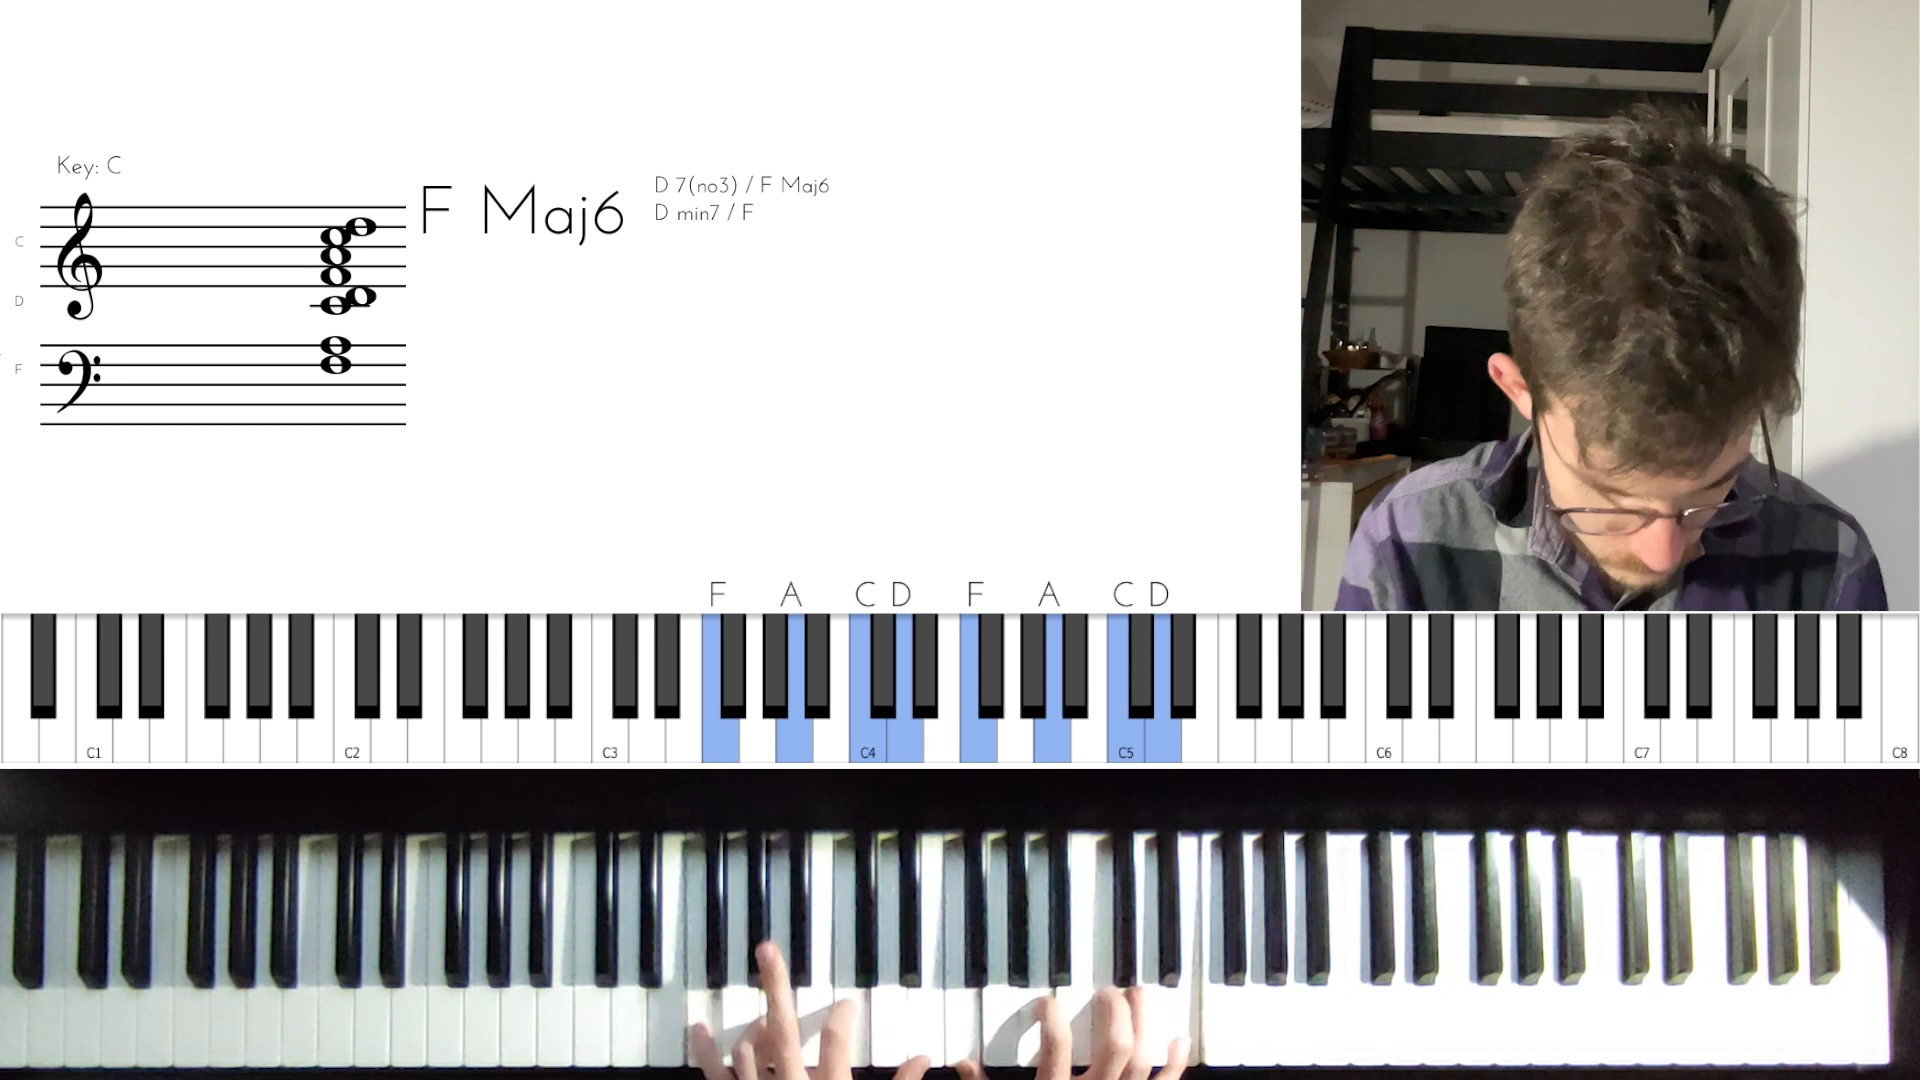 Key: C
F Maj6
D 7(no3) / F Maj6
D min7 / F
C
D
F
F A C D F A C D
C1 C2 C3 C4 C5 C6 C7 C8